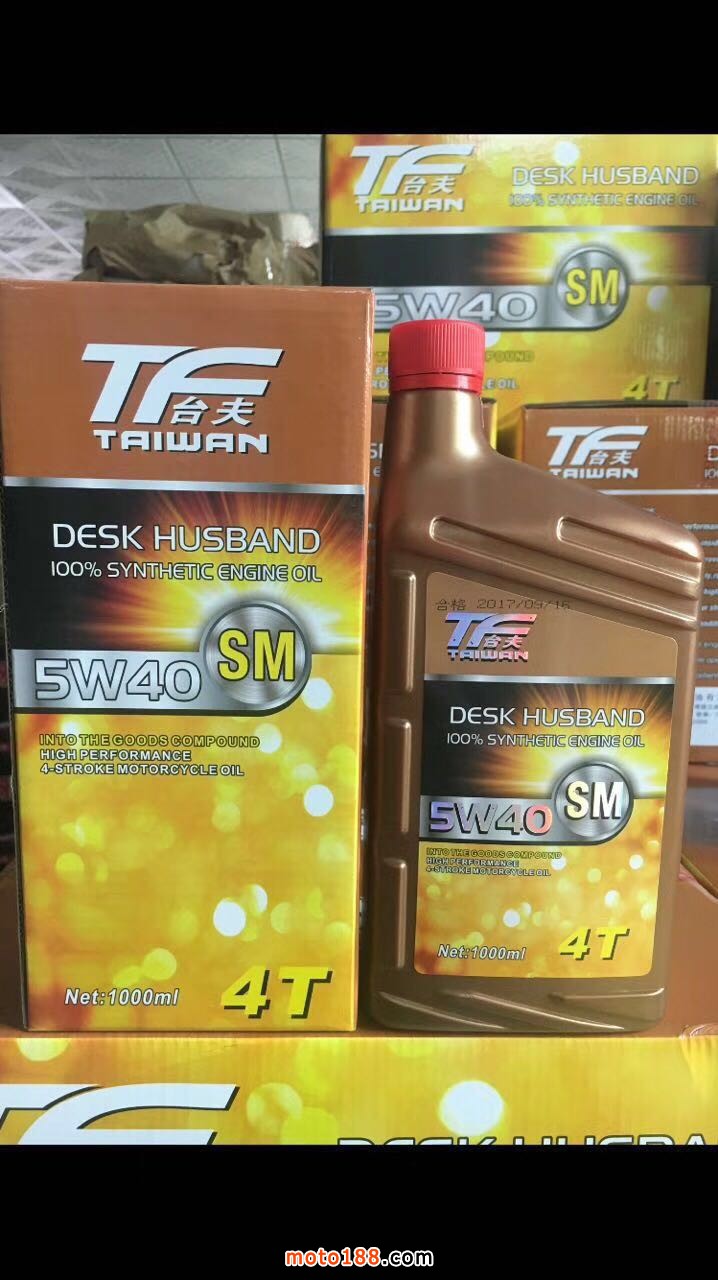 TF台夫
TAIWAN
DESK HUSBAND
100% SYNTHETIC ENGINE OIL
SM
5W40
4T
TF台夫
TAIWAN
DESK HUSBAND
100% SYNTHETIC ENGINE OIL
SM
5W40
INTO THE GOODS COMPOUND
HIGH PERFORMANCE
4-STROKE MOTORCYCLE OIL
Net:1000ml
4T
合格 2017/09/16
TF台夫
TAIWAN
DESK HUSBAND
100% SYNTHETIC ENGINE OIL
5W40
SM
INTO THE GOODS COMPOUND
HIGH PERFORMANCE
4-STROKE MOTORCYCLE OIL
Net:1000ml
4T
TF台夫
TAIWAN
DESK HUSBAND
moto188.com